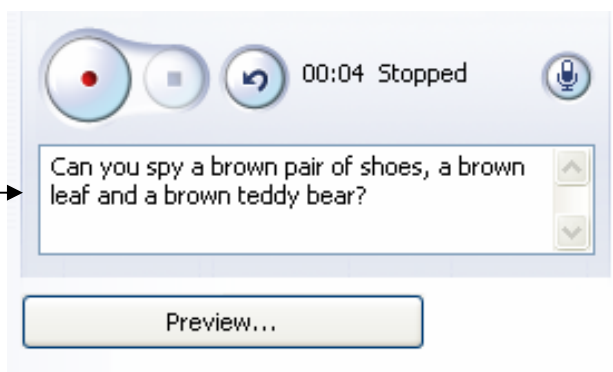 00:04 Stopped
Can you spy a brown pair of shoes, a brown
leaf and a brown teddy bear?
Preview...